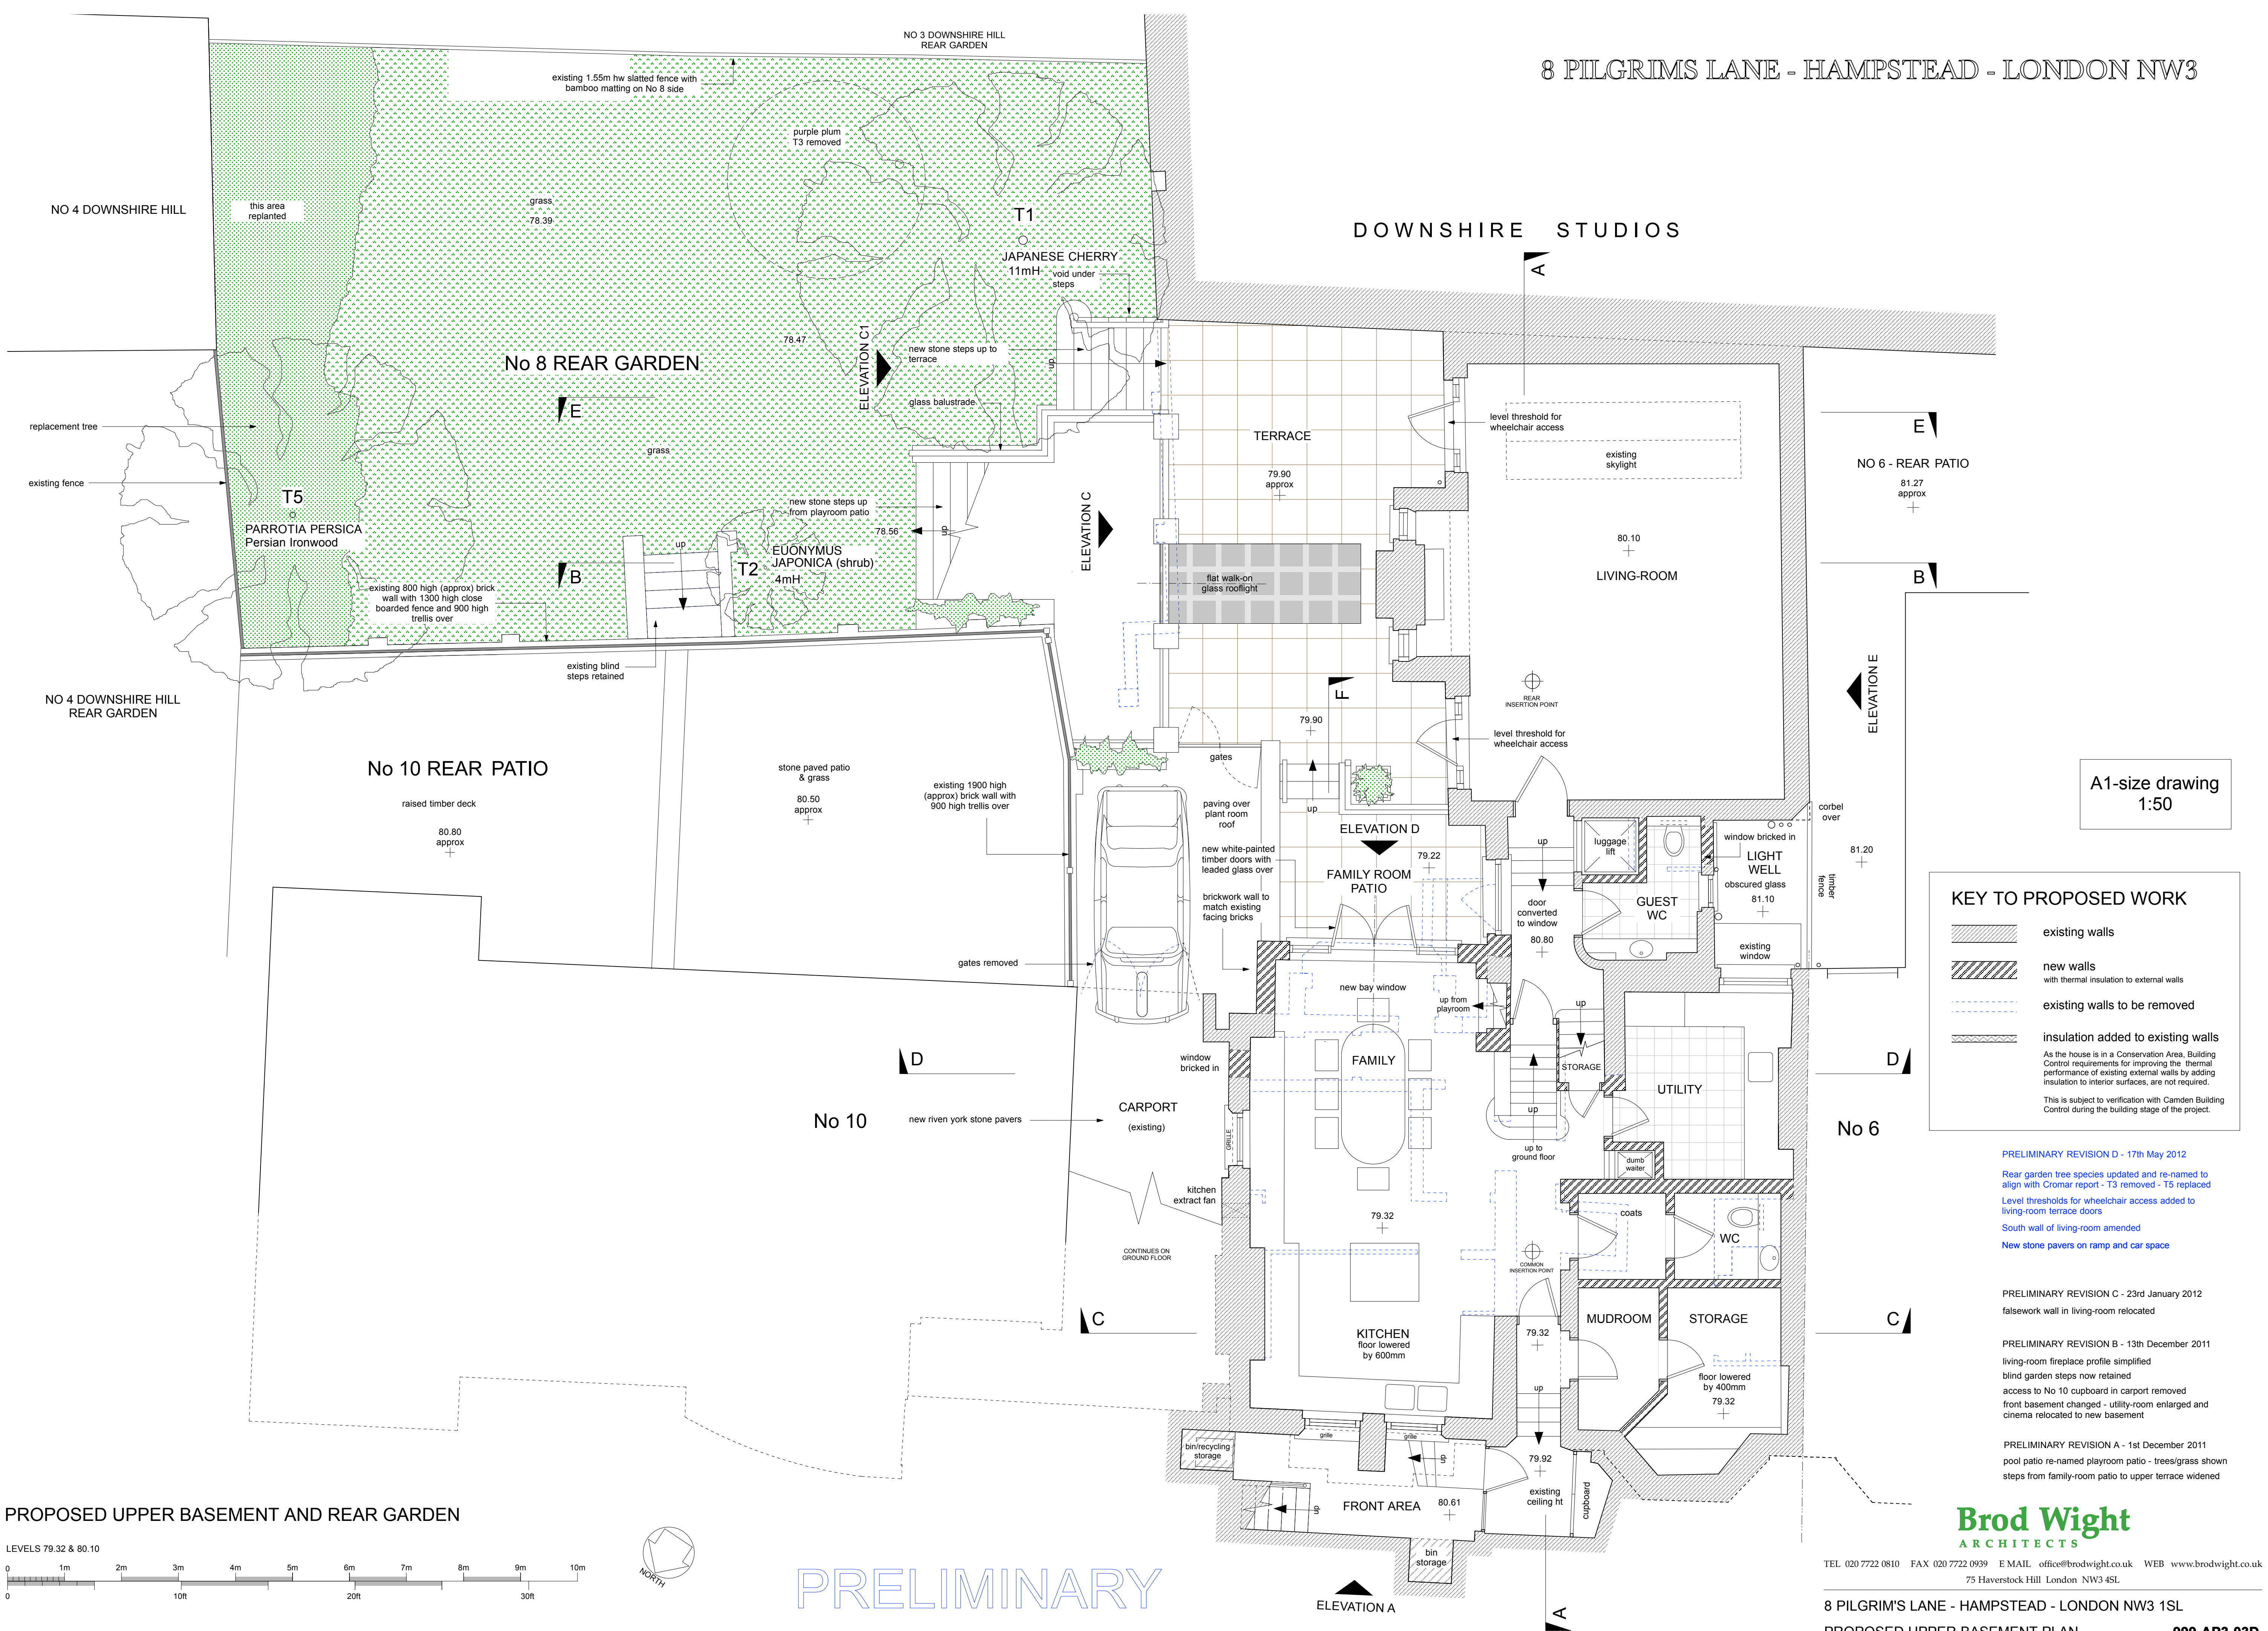 8 PILGRIMS LANE - HAMPSTEAD - LONDON NW3
NO 3 DOWNSHIRE HILL
REAR GARDEN
existing 1.55m hw slatted fence with
bamboo matting on No 8 side
purple plum
T3 removed
NO 4 DOWNSHIRE HILL
this area
replanted
grass
78.39
T1
JAPANESE CHERRY
11mH
void under
steps
DOWNSHIRE STUDIOS
A
78.47
ELEVATION C1
new stone steps up to
terrace
up
No 8 REAR GARDEN
E
glass balustrade
replacement tree
grass
existing fence
T5
PARROTIA PERSICA
Persian Ironwood
new stone steps up
from playroom patio
78.56
up
ELEVATION C
up
T2
EUONYMUS
JAPONICA (shrub)
4mH
B
existing 800 high (approx) brick
wall with 1300 high close
boarded fence and 900 high
trellis over
existing blind
steps retained
TERRACE
79.90
approx
level threshold for
wheelchair access
existing
skylight
E
NO 6 - REAR PATIO
81.27
approx
80.10
LIVING-ROOM
B
flat walk-on
glass rooflight
F
REAR
INSERTION POINT
ELEVATION E
79.90
level threshold for
wheelchair access
gates
NO 4 DOWNSHIRE HILL
REAR GARDEN
No 10 REAR PATIO
raised timber deck
80.80
approx
stone paved patio
& grass
80.50
approx
existing 1900 high
(approx) brick wall with
900 high trellis over
paving over
plant room
roof
up
ELEVATION D
79.22
FAMILY ROOM
PATIO
new white-painted
timber doors with
leaded glass over
brickwork wall to
match existing
facing bricks
gates removed
up
luggage
lift
window bricked in
LIGHT
WELL
obscured glass
81.10
corbel
over
81.20
timber
fence
door
converted
to window
80.80
GUEST
WC
existing
window
A1-size drawing
1:50
KEY TO PROPOSED WORK
existing walls
new walls
with thermal insulation to external walls
existing walls to be removed
insulation added to existing walls
As the house is in a Conservation Area, Building
Control requirements for improving the thermal
performance of existing external walls by adding
insulation to interior surfaces, are not required.
This is subject to verification with Camden Building
Control during the building stage of the project.
new bay window
up from
playroom
up
D
window
bricked in
FAMILY
STORAGE
UTILITY
D
No 10
new riven york stone pavers
CARPORT
(existing)
GRILLE
up
up to
ground floor
dumb
waiter
No 6
kitchen
extract fan
79.32
coats
WC
CONTINUES ON
GROUND FLOOR
COMMON
INSERTION POINT
C
KITCHEN
floor lowered
by 600mm
79.32
MUDROOM
STORAGE
C
up
floor lowered
by 400mm
79.32
bin/recycling
storage
grille
grille
up
79.92
existing
ceiling ht
cupboard
up
FRONT AREA
80.61
bin
storage
ELEVATION A
A
PRELIMINARY REVISION D - 17th May 2012
Rear garden tree species updated and re-named to
align with Cromar report - T3 removed - T5 replaced
Level thresholds for wheelchair access added to
living-room terrace doors
South wall of living-room amended
New stone pavers on ramp and car space
PRELIMINARY REVISION C - 23rd January 2012
falsework wall in living-room relocated
PRELIMINARY REVISION B - 13th December 2011
living-room fireplace profile simplified
blind garden steps now retained
access to No 10 cupboard in carport removed
front basement changed - utility-room enlarged and
cinema relocated to new basement
PRELIMINARY REVISION A - 1st December 2011
pool patio re-named playroom patio - trees/grass shown
steps from family-room patio to upper terrace widened
PROPOSED UPPER BASEMENT AND REAR GARDEN
LEVELS 79.32 & 80.10
0 1m 2m 3m 4m 5m 6m 7m 8m 9m 10m
0 10ft 20ft 30ft
NORTH
PRELIMINARY
Brod Wight
ARCHITECTS
TEL 020 7722 0810 FAX 020 7722 0939 E MAIL office@brodwight.co.uk WEB www.brodwight.co.uk
75 Haverstock Hill London NW3 4SL
8 PILGRIM'S LANE - HAMPSTEAD - LONDON NW3 1SL
PROPOSED UPPER BASEMENT PLAN